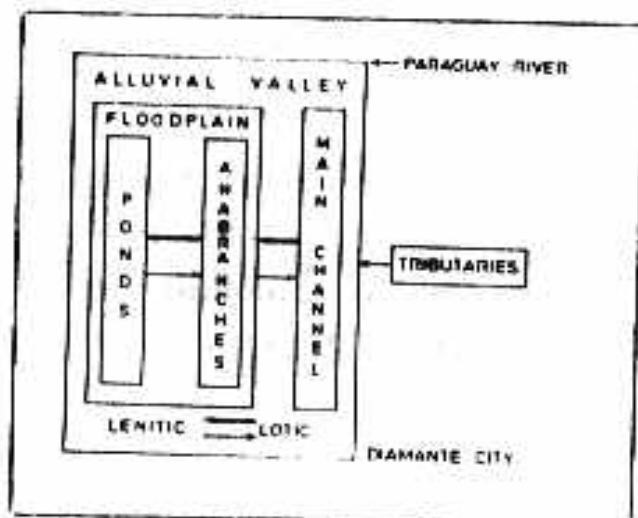 PARAGUAY RIVER
ALLUVIAL VALLEY
FLOODPLAIN
PONDS
ANABRANCHES
MAIN CHANNEL
TRIBUTARIES
LENITIC LOTIC
DIAMANTE CITY